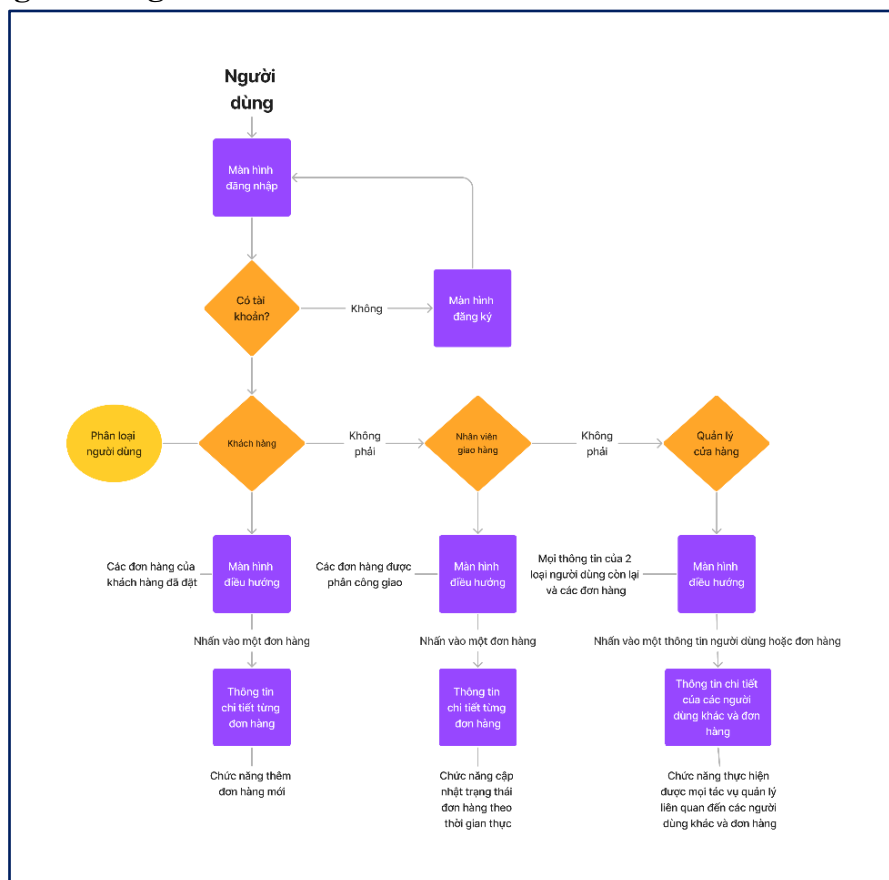 Người
dùng
Màn hình
đăng nhập
Có tài
khoản?
Không
Màn hình
đăng ký
Phân loại
người dùng
Khách hàng
Không
phải
Nhân viên
giao hàng
Không
phải
Quản lý
cửa hàng
Các đơn hàng của
khách hàng đã đặt
Màn hình
điều hướng
Các đơn hàng được
phân công giao
Màn hình
điều hướng
Mọi thông tin của 2
loại người dùng còn lại
và các đơn hàng
Màn hình
điều hướng
Nhấn vào một đơn hàng
Nhấn vào một đơn hàng
Nhấn vào một thông tin người dùng hoặc đơn hàng
Thông tin
chi tiết từng
đơn hàng
Thông tin
chi tiết từng
đơn hàng
Thông tin chi tiết
của các người
dùng khác và đơn
hàng
Chức năng thêm
đơn hàng mới
Chức năng cập
nhật trạng thái
đơn hàng theo
thời gian thực
Chức năng thực hiện
được mọi tác vụ quản lý
liên quan đến các người
dùng khác và đơn hàng